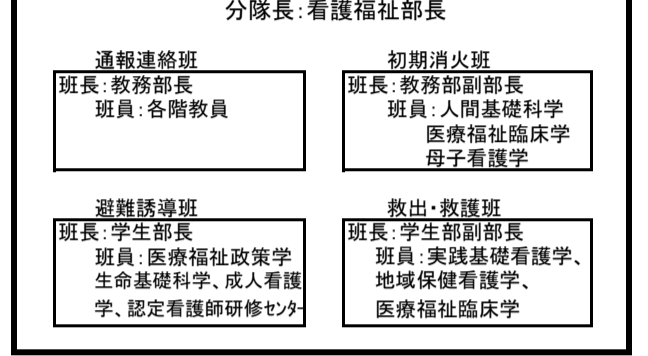 分隊長:看護福祉部長
通報連絡班
班長:教務部長
班員:各階教員
初期消火班
班長:教務部副部長
班員:人間基礎科学
医療福祉臨床学
母子看護学
避難誘導班
班長:学生部長
班員:医療福祉政策学
生命基礎科学、成人看護
学、認定看護師研修センター
救出・救護班
班長:学生部副部長
班員:実践基礎看護学、
地域保健看護学、
医療福祉臨床学